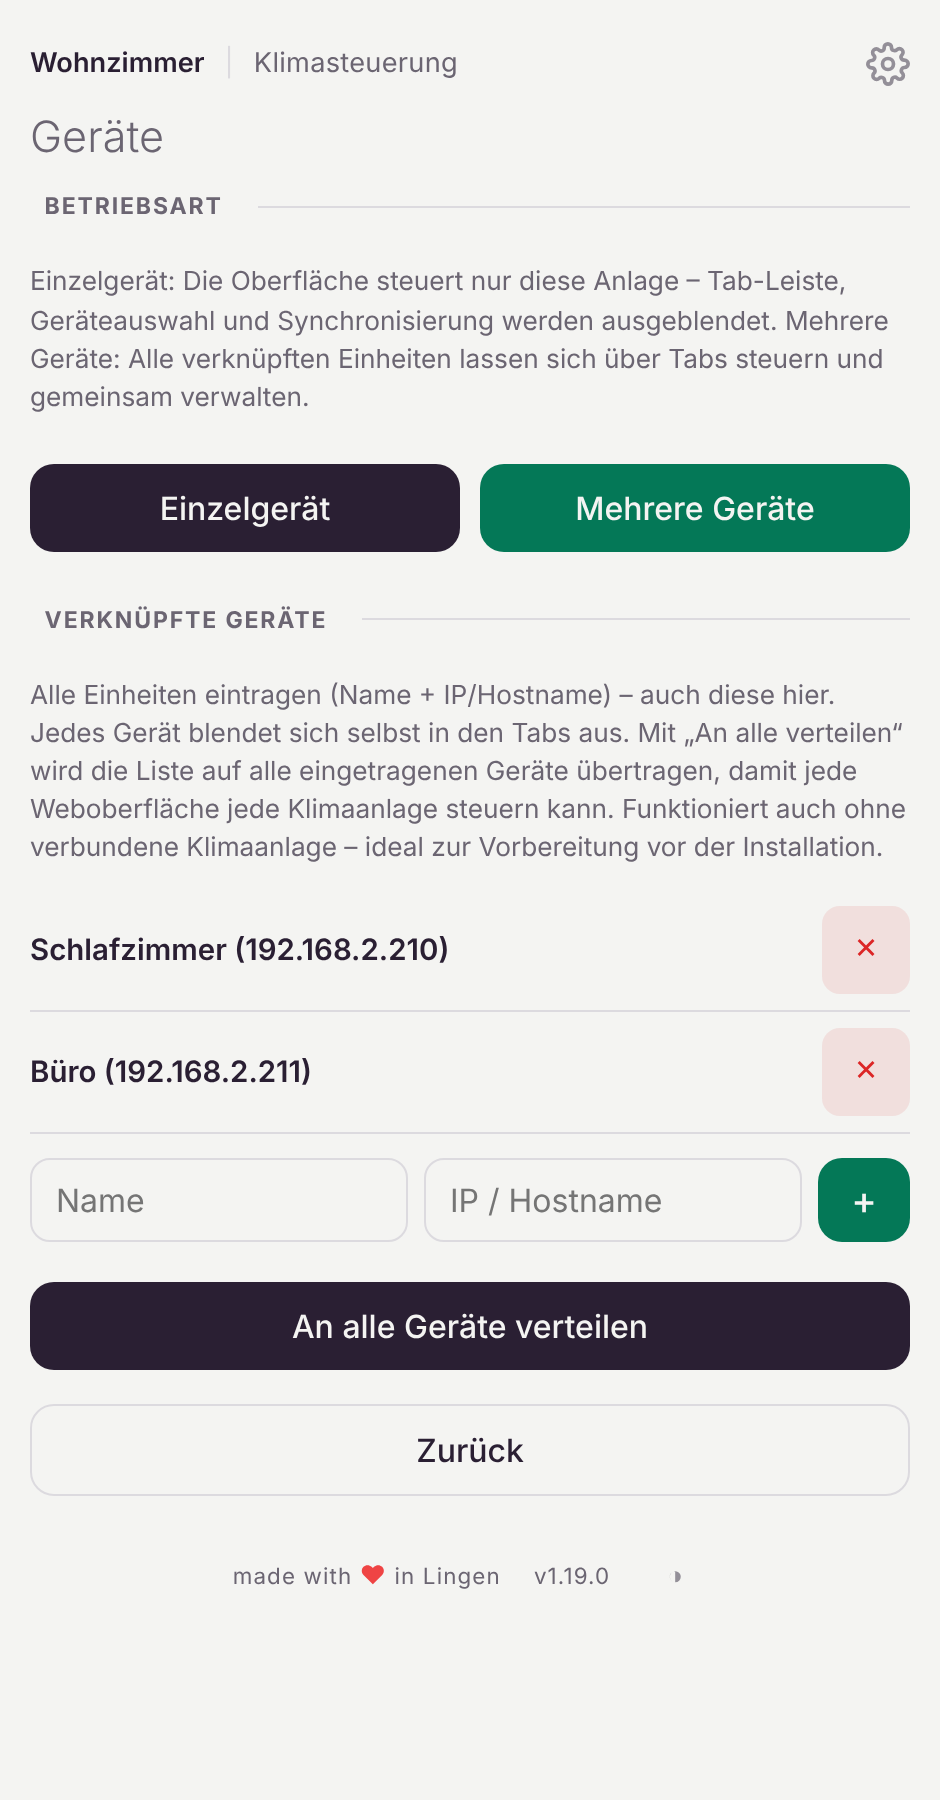 Wohnzimmer Klimasteuerung
Geräte
BETRIEBSART
Einzelgerät: Die Oberfläche steuert nur diese Anlage – Tab-Leiste,
Geräteauswahl und Synchronisierung werden ausgeblendet. Mehrere
Geräte: Alle verknüpften Einheiten lassen sich über Tabs steuern und
gemeinsam verwalten.
Einzelgerät
Mehrere Geräte
VERKNÜPFTE GERÄTE
Alle Einheiten eintragen (Name + IP/Hostname) – auch diese hier.
Jedes Gerät blendet sich selbst in den Tabs aus. Mit „An alle verteilen“
wird die Liste auf alle eingetragenen Geräte übertragen, damit jede
Weboberfläche jede Klimaanlage steuern kann. Funktioniert auch ohne
verbundene Klimaanlage – ideal zur Vorbereitung vor der Installation.
Schlafzimmer (192.168.2.210) ✕
Büro (192.168.2.211) ✕
Name
IP / Hostname
+
An alle Geräte verteilen
Zurück
made with ❤ in Lingen v1.19.0